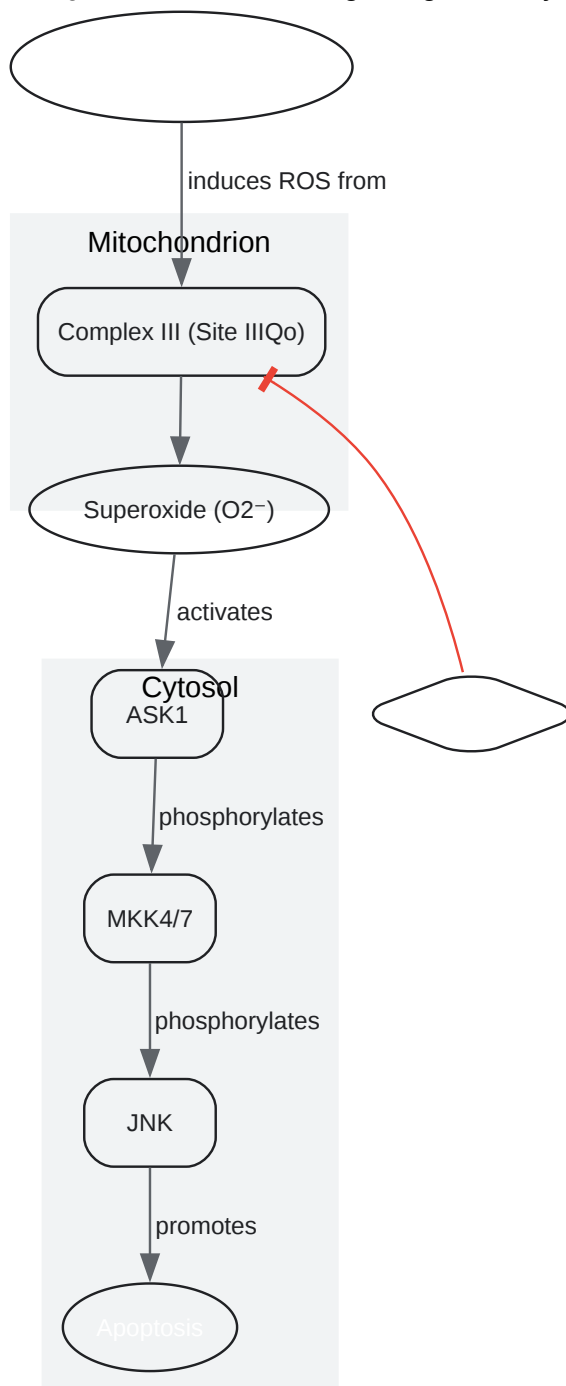 induces ROS from
Mitochondrion
Complex III (Site IIIQo)
Superoxide (O2⁻)
activates
Cytosol
ASK1
phosphorylates
MKK4/7
phosphorylates
JNK
promotes
Apoptosis